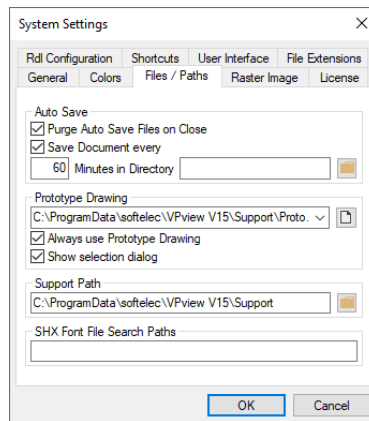 System Settings
Rdl Configuration Shortcuts User Interface File Extensions
General Colors Files / Paths Raster Image License
Auto Save
Purge Auto Save Files on Close
Save Document every
60 Minutes in Directory
Prototype Drawing
C:\ProgramData\softelec\VPview V15\Support\Proto.
Always use Prototype Drawing
Show selection dialog
Support Path
C:\ProgramData\softelec\VPview V15\Support
SHX Font File Search Paths
OK Cancel